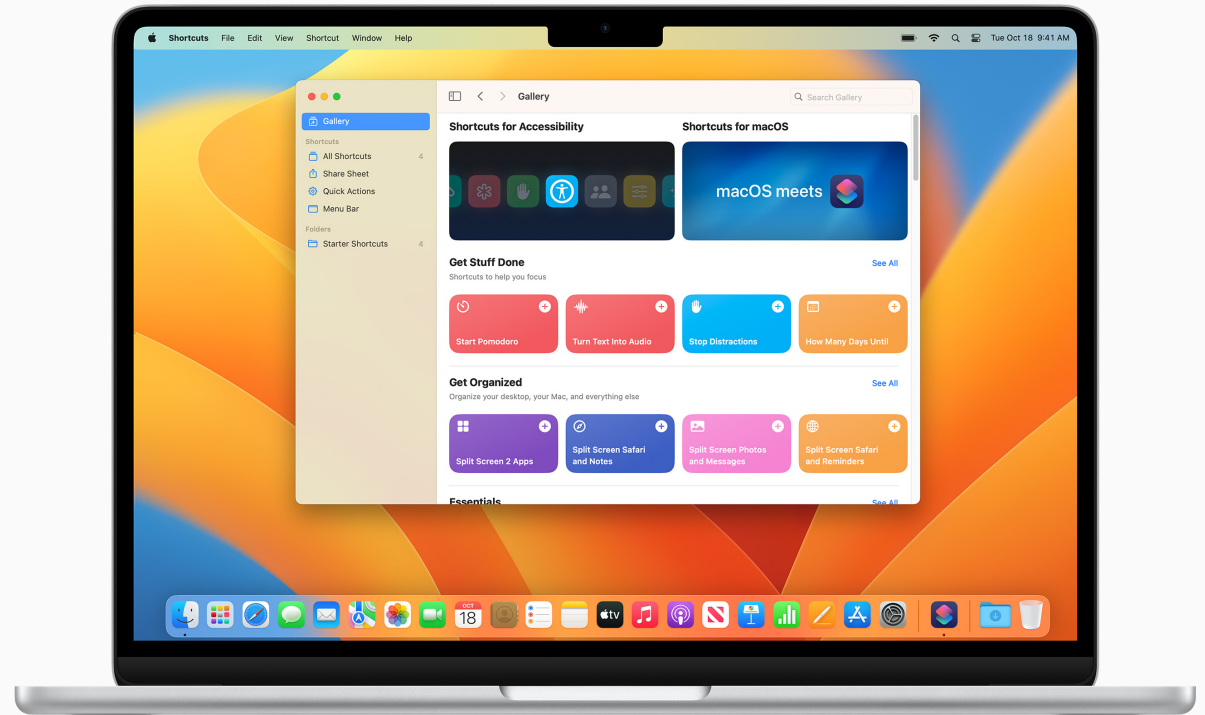 Shortcuts File Edit View Shortcut Window Help
Tue Oct 18 9:41 AM
Gallery
Shortcuts
All Shortcuts 4
Share Sheet
Quick Actions
Menu Bar
Folders
Starter Shortcuts 4
Gallery
Search Gallery
Shortcuts for Accessibility
Shortcuts for macOS
macOS meets
Get Stuff Done
See All
Shortcuts to help you focus
Start Pomodoro
Turn Text Into Audio
Stop Distractions
How Many Days Until
Get Organized
See All
Organize your desktop, your Mac, and everything else
Split Screen 2 Apps
Split Screen Safari
and Notes
Split Screen Photos
and Messages
Split Screen Safari
and Reminders
Essentials
See All
OCT
18
tv